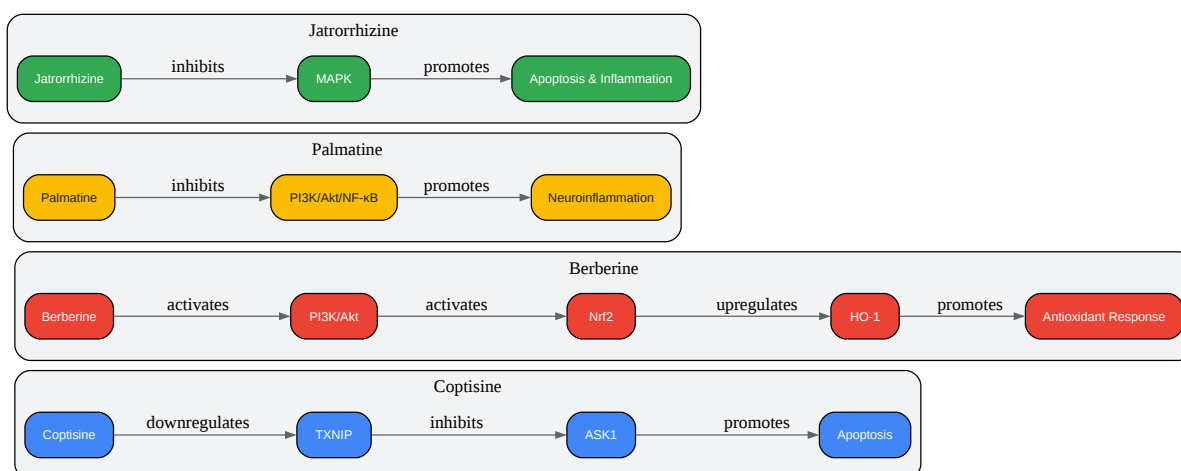 Jatrorrhizine
Jatrorrhizine inhibits MAPK promotes Apoptosis & Inflammation
Palmatine
Palmatine inhibits PI3K/Akt/NF-κB promotes Neuroinflammation
Berberine
Berberine activates PI3K/Akt activates Nrf2 upregulates HO-1 promotes Antioxidant Response
Coptisine
Coptisine downregulates TXNIP inhibits ASK1 promotes Apoptosis